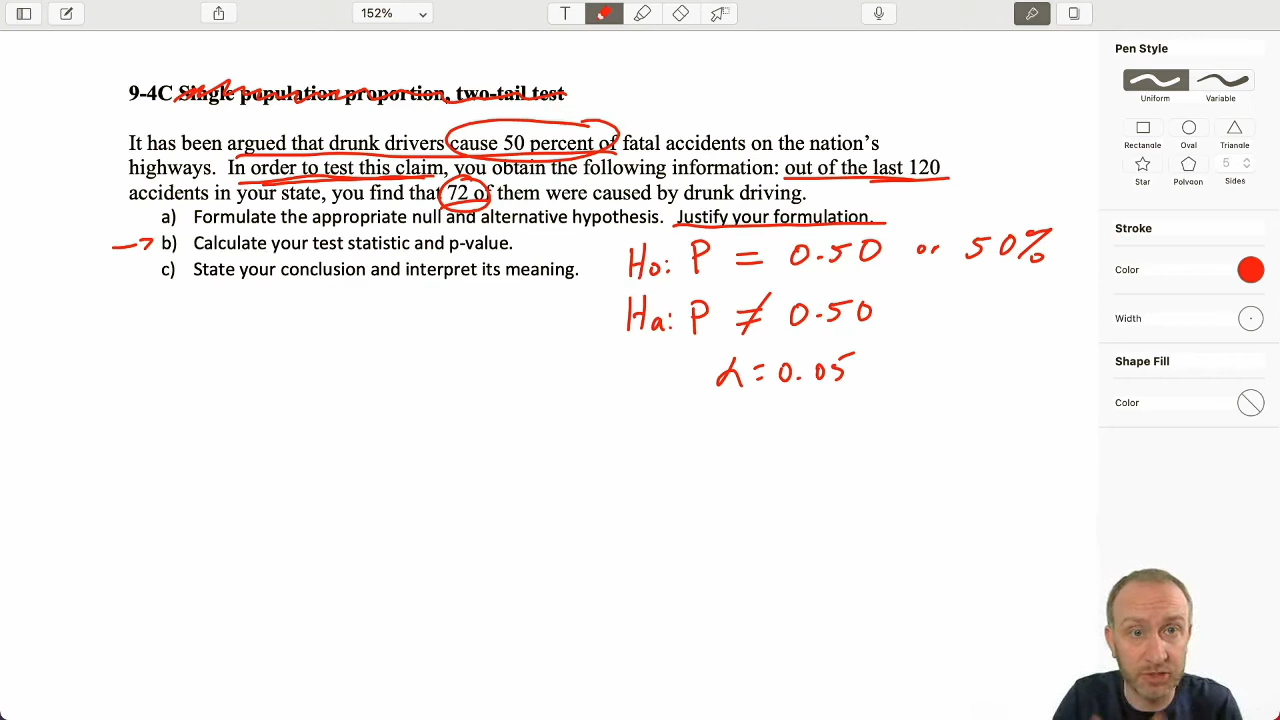 152%
T
9-4C Single population proportion, two-tail test
It has been argued that drunk drivers cause 50 percent of fatal accidents on the nation's
highways. In order to test this claim, you obtain the following information: out of the last 120
accidents in your state, you find that 72 of them were caused by drunk driving.
a) Formulate the appropriate null and alternative hypothesis. Justify your formulation.
b) Calculate your test statistic and p-value.
c) State your conclusion and interpret its meaning.
Ho: P = 0.50 or 50%
Ha: P ≠ 0.50
α = 0.05
Pen Style
Uniform Variable
Rectangle Oval Triangle
5
Star Polygon Sides
Stroke
Color
Width
Shape Fill
Color